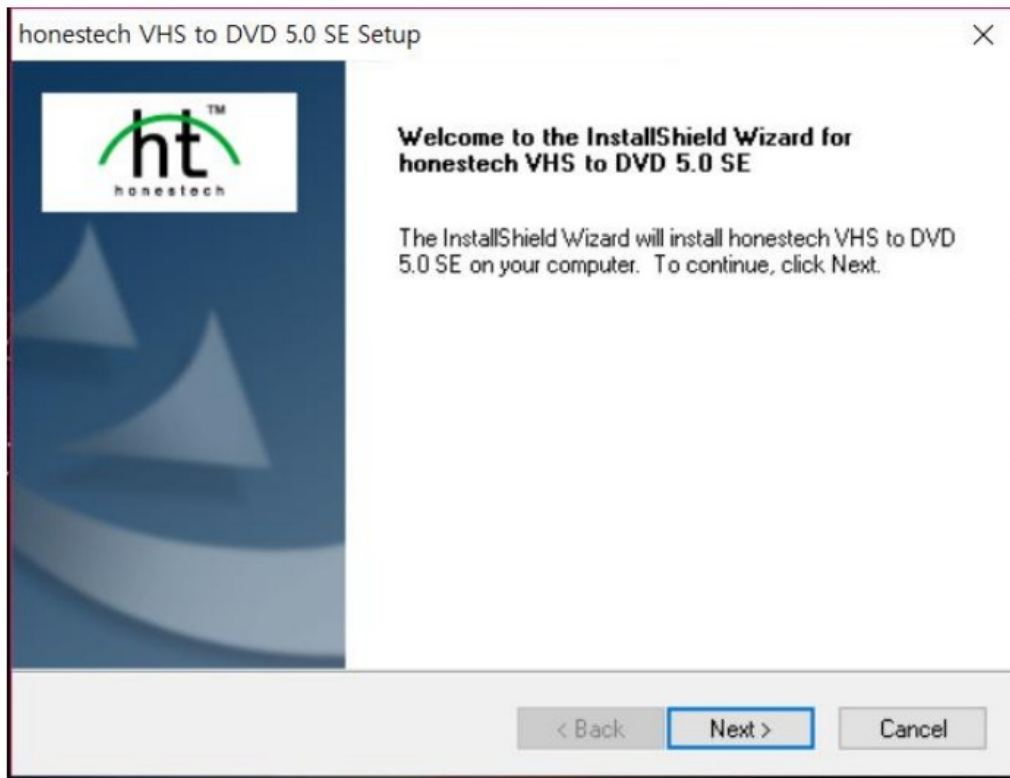 honestech VHS to DVD 5.0 SE Setup
ht™
honestech
Welcome to the InstallShield Wizard for
honestech VHS to DVD 5.0 SE
The InstallShield Wizard will install honestech VHS to DVD
5.0 SE on your computer. To continue, click Next.
< Back
Next >
Cancel